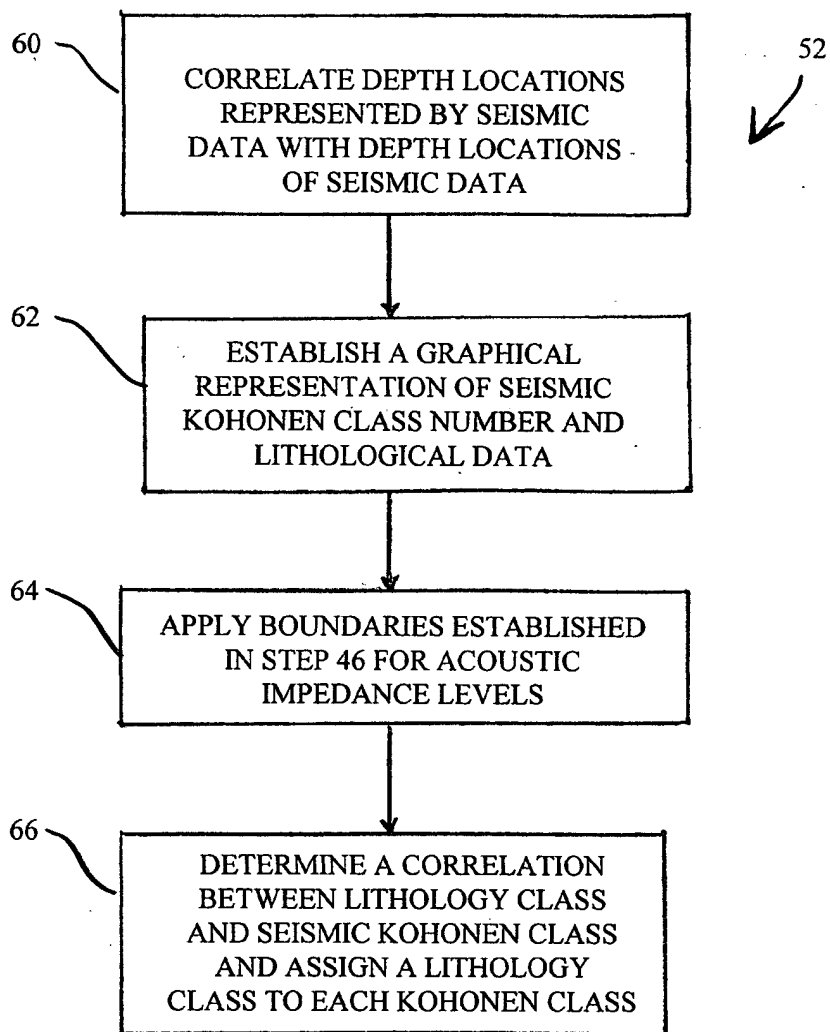 60
52
CORRELATE DEPTH LOCATIONS
REPRESENTED BY SEISMIC
DATA WITH DEPTH LOCATIONS
OF SEISMIC DATA
62
ESTABLISH A GRAPHICAL
REPRESENTATION OF SEISMIC
KOHONEN CLASS NUMBER AND
LITHOLOGICAL DATA
64
APPLY BOUNDARIES ESTABLISHED
IN STEP 46 FOR ACOUSTIC
IMPEDANCE LEVELS
66
DETERMINE A CORRELATION
BETWEEN LITHOLOGY CLASS
AND SEISMIC KOHONEN CLASS
AND ASSIGN A LITHOLOGY
CLASS TO EACH KOHONEN CLASS